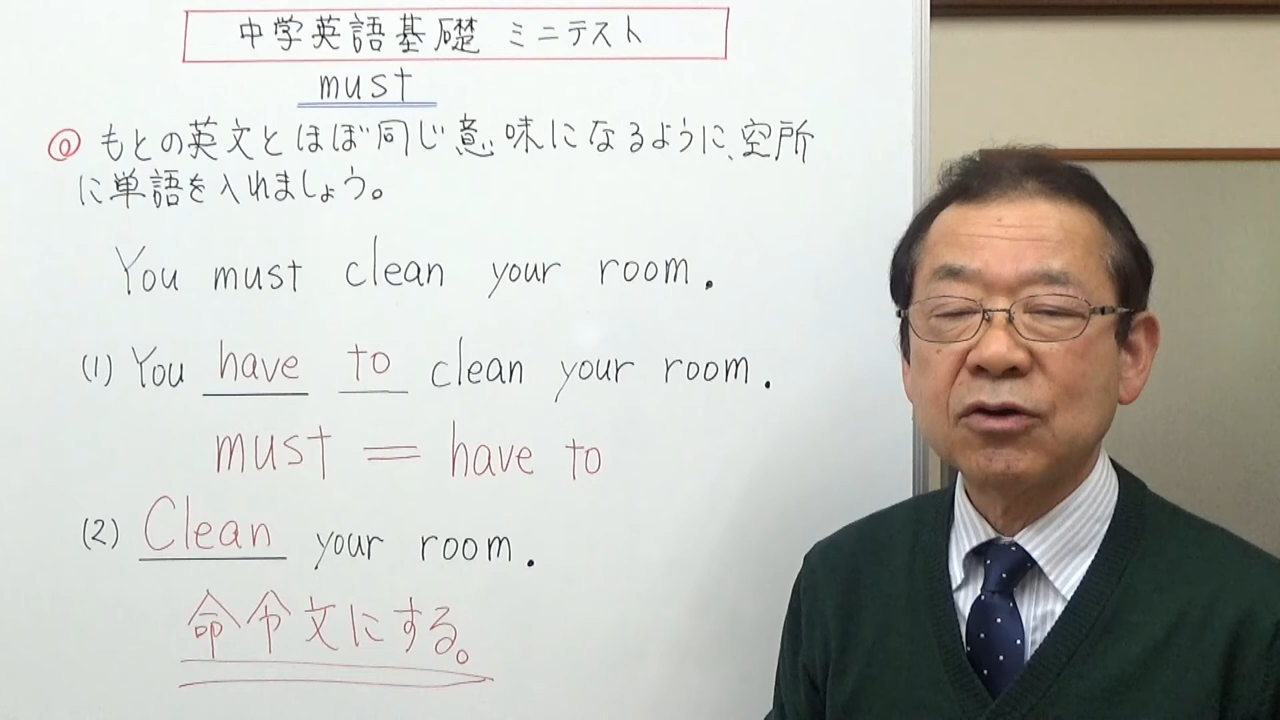 中学英語基礎 ミニテスト
must
◎ もとの英文とほぼ同じ意味になるように、空所
に単語を入れましょう。
You must clean your room.
(1) You have to clean your room.
must = have to
(2) Clean your room.
命令文にする。